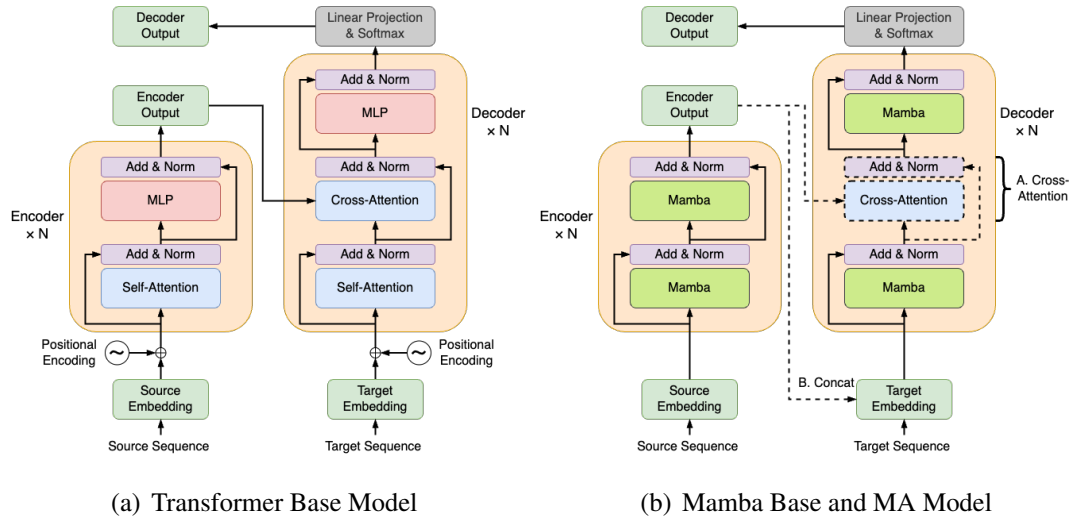 Decoder
Output
Linear Projection
& Softmax
Add & Norm
MLP
Decoder
× N
Encoder
Output
Add & Norm
Cross-Attention
Add & Norm
MLP
Encoder
× N
Add & Norm
Self-Attention
Add & Norm
Self-Attention
Positional
Encoding
~
~
Positional
Encoding
Source
Embedding
Target
Embedding
Source Sequence
Target Sequence
(a) Transformer Base Model
Decoder
Output
Linear Projection
& Softmax
Add & Norm
Mamba
Decoder
× N
Encoder
Output
Add & Norm
Cross-Attention
A. Cross-
Attention
Add & Norm
Mamba
Encoder
× N
Add & Norm
Mamba
Add & Norm
Mamba
B. Concat
Source
Embedding
Target
Embedding
Source Sequence
Target Sequence
(b) Mamba Base and MA Model